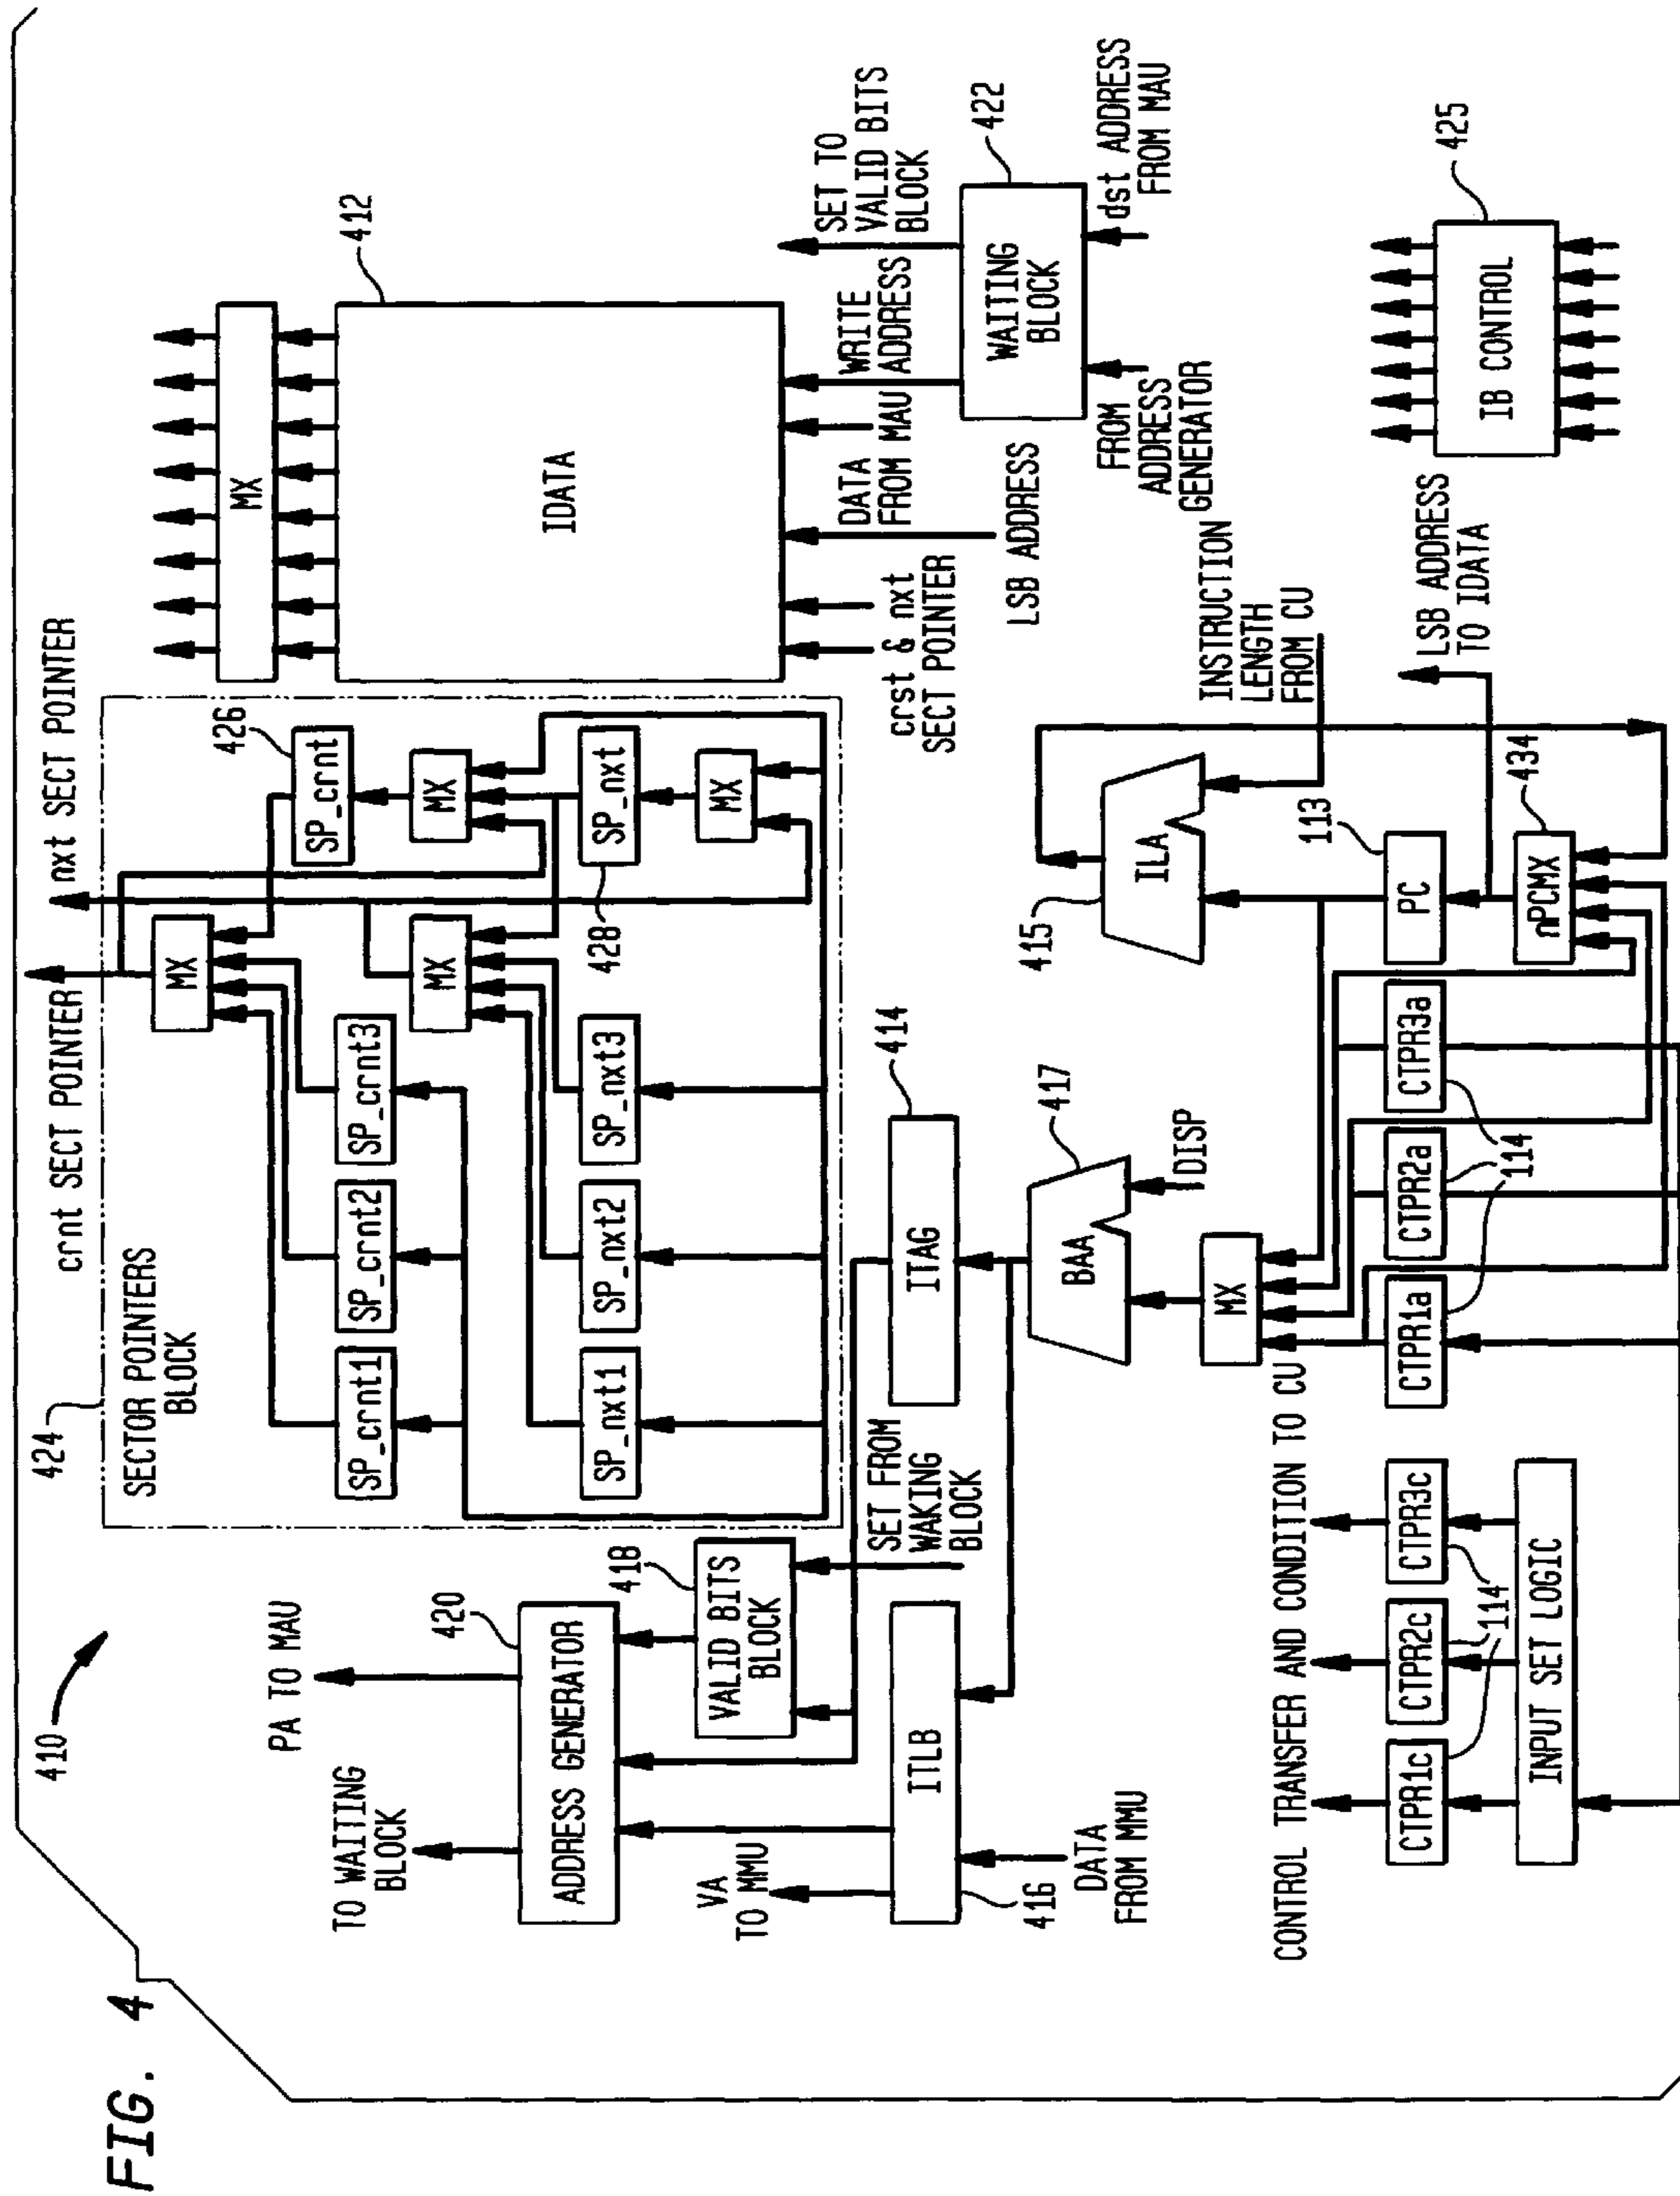 FIG. 4
410
TO WAITING
BLOCK
PA TO MAU
420
ADDRESS GENERATOR
418
VALID BITS
BLOCK
VA
TO MMU
ITLB
416
DATA
FROM MMU
SET FROM
WAKING
BLOCK
424
SECTOR POINTERS
BLOCK
crnt SECT POINTER
nxt SECT POINTER
MX
426
SP_crnt
SP_crnt1
SP_crnt2
SP_crnt3
MX
MX
SP_nxt1
SP_nxt2
SP_nxt3
428
SP_nxt
MX
ITAG
414
BAA
417
DISP
MX
415
ILA
INSTRUCTION
LENGTH
FROM CU
113
PC
434
nPCMX
LSB ADDRESS
TO IDATA
CONTROL TRANSFER AND CONDITION TO CU
CTPR1c
CTPR2c
CTPR3c
114
INPUT SET LOGIC
CTPR1a
CTPR2a
CTPR3a
114
MX
IDATA
412
crst & nxt
SECT POINTER
LSB ADDRESS
DATA
FROM MAU
WRITE
ADDRESS
SET TO
VALID BITS
BLOCK
WAITING
BLOCK
422
FROM
ADDRESS
GENERATOR
dst ADDRESS
FROM MAU
IB CONTROL
425